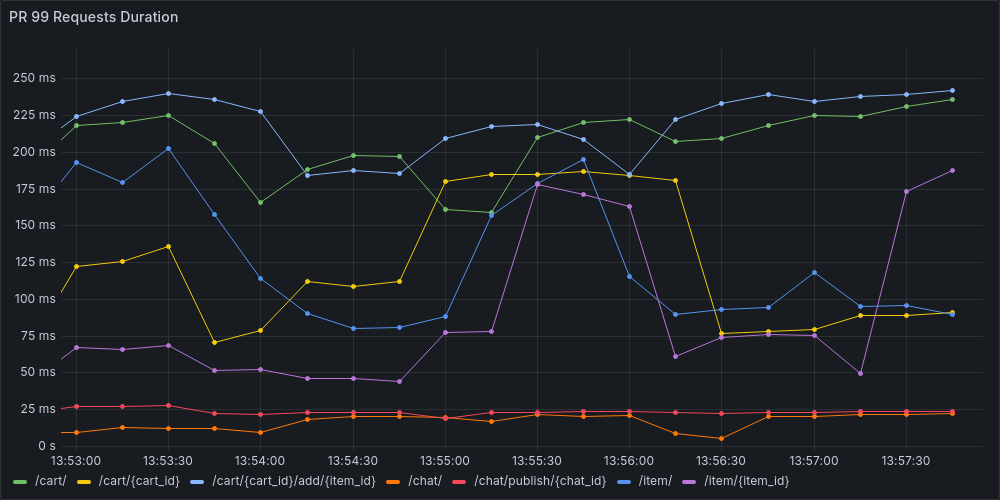 PR 99 Requests Duration
250 ms
225 ms
200 ms
175 ms
150 ms
125 ms
100 ms
75 ms
50 ms
25 ms
0 s
13:53:00 13:53:30 13:54:00 13:54:30 13:55:00 13:55:30 13:56:00 13:56:30 13:57:00 13:57:30
/cart/ /cart/{cart_id} /cart/{cart_id}/add/{item_id} /chat/ /chat/publish/{chat_id} /item/ /item/{item_id}